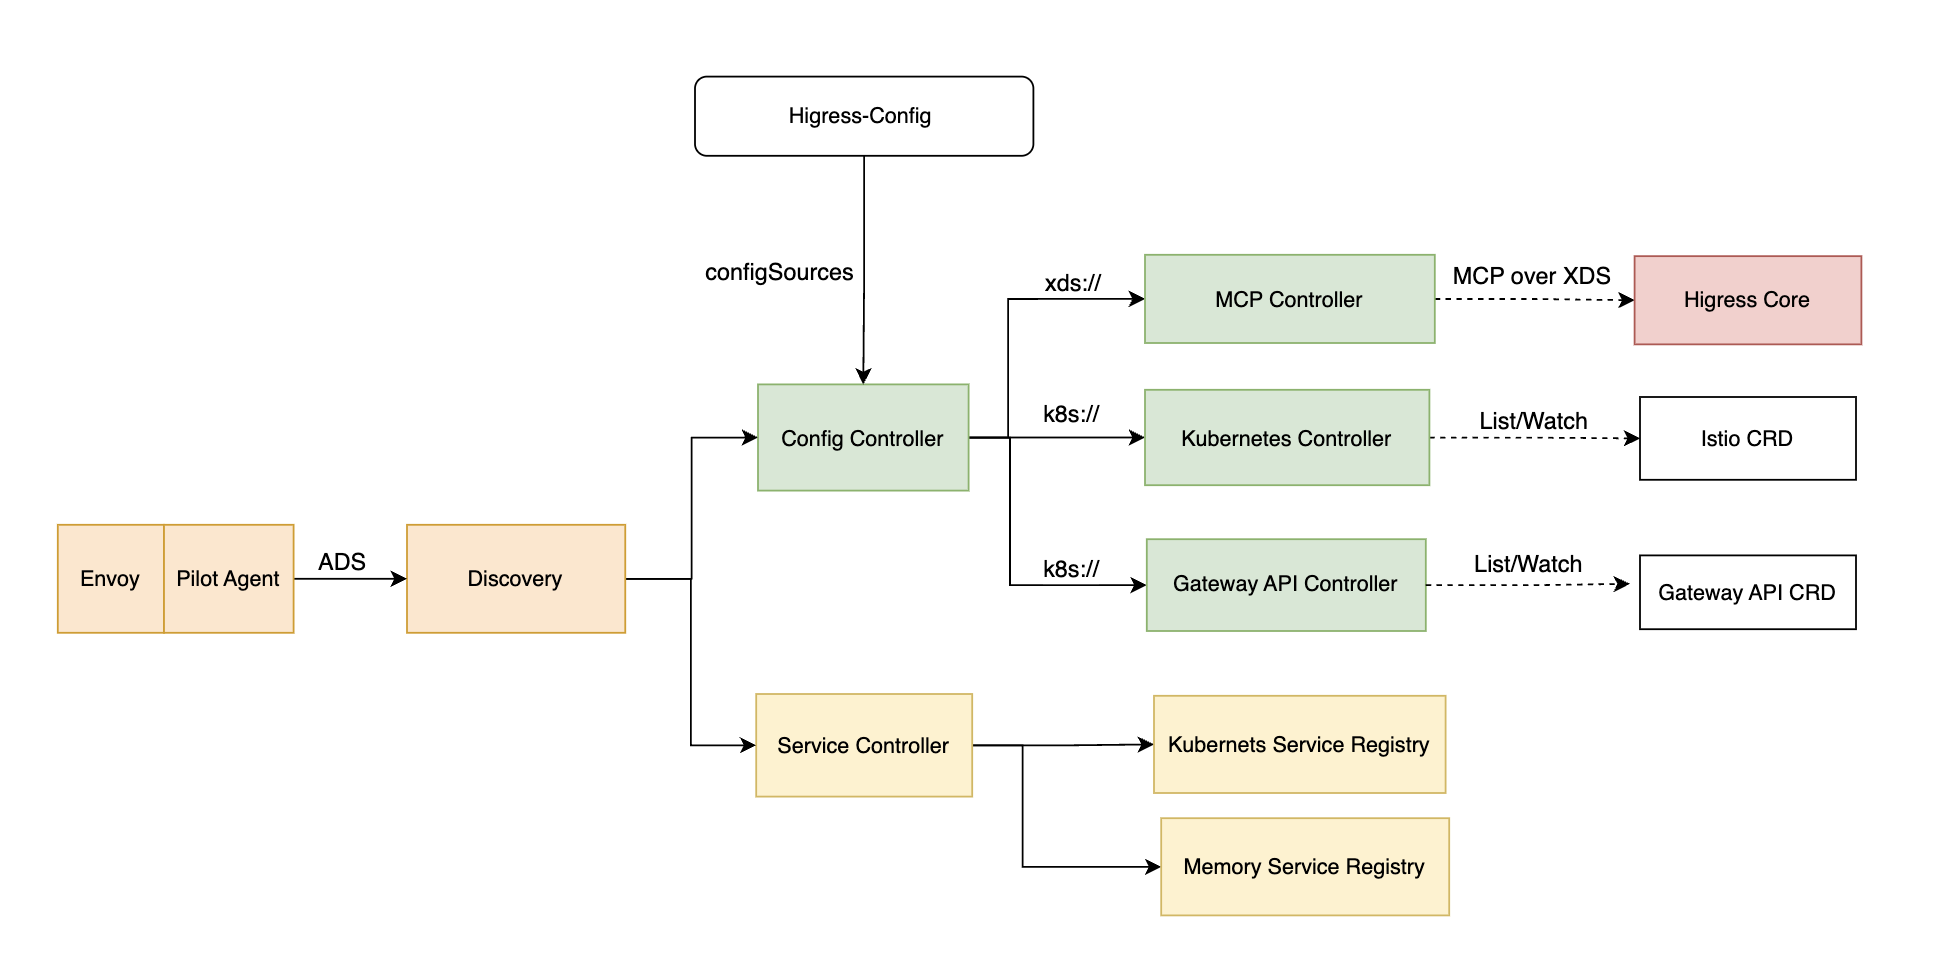 Higress-Config
configSources
xds://
MCP Controller
MCP over XDS
Higress Core
Config Controller
k8s://
Kubernetes Controller
List/Watch
Istio CRD
Envoy
Pilot Agent
ADS
Discovery
k8s://
Gateway API Controller
List/Watch
Gateway API CRD
Service Controller
Kubernets Service Registry
Memory Service Registry